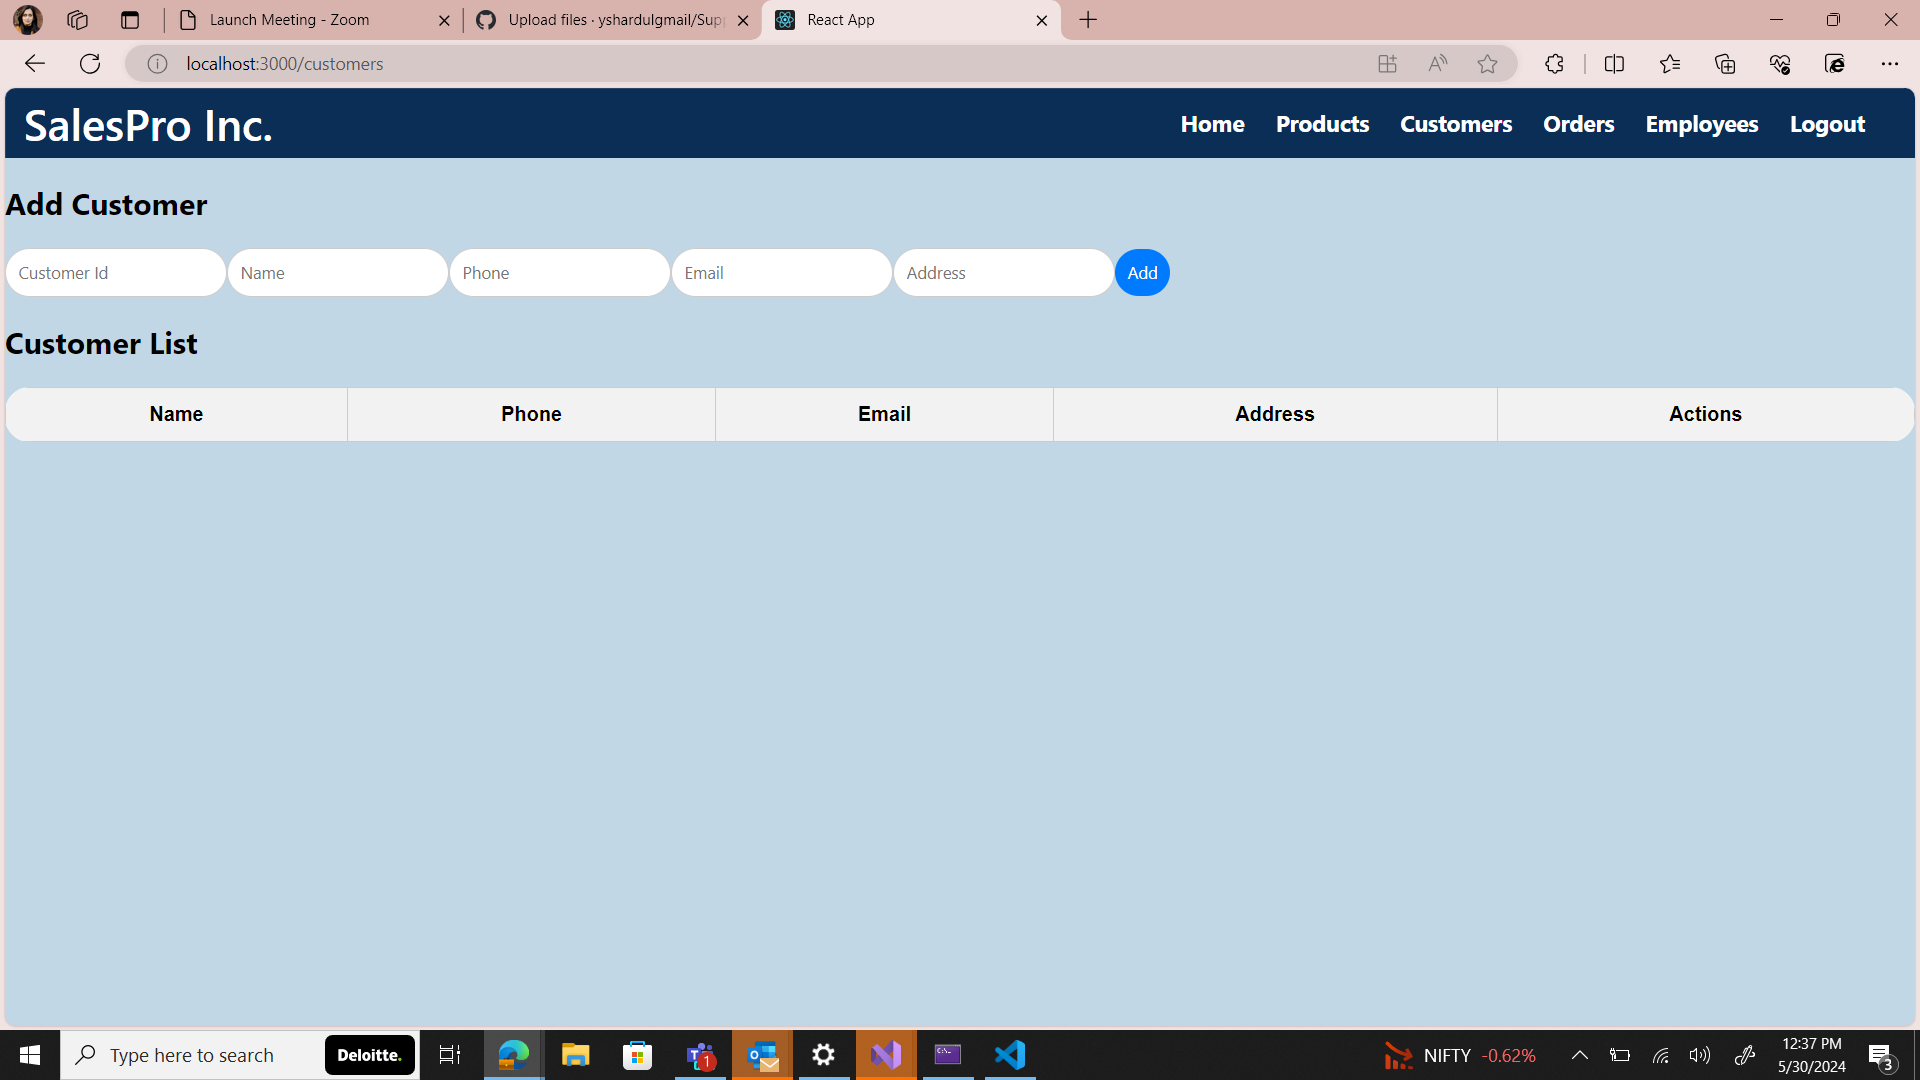 Launch Meeting - Zoom
Upload files · yshardulgmail/Sup
React App
localhost:3000/customers
SalesPro Inc.
Home Products Customers Orders Employees Logout
Add Customer
Customer Id Name Phone Email Address Add
Customer List
Name Phone Email Address Actions
Type here to search
Deloitte.
1
NIFTY -0.62%
12:37 PM
5/30/2024
3